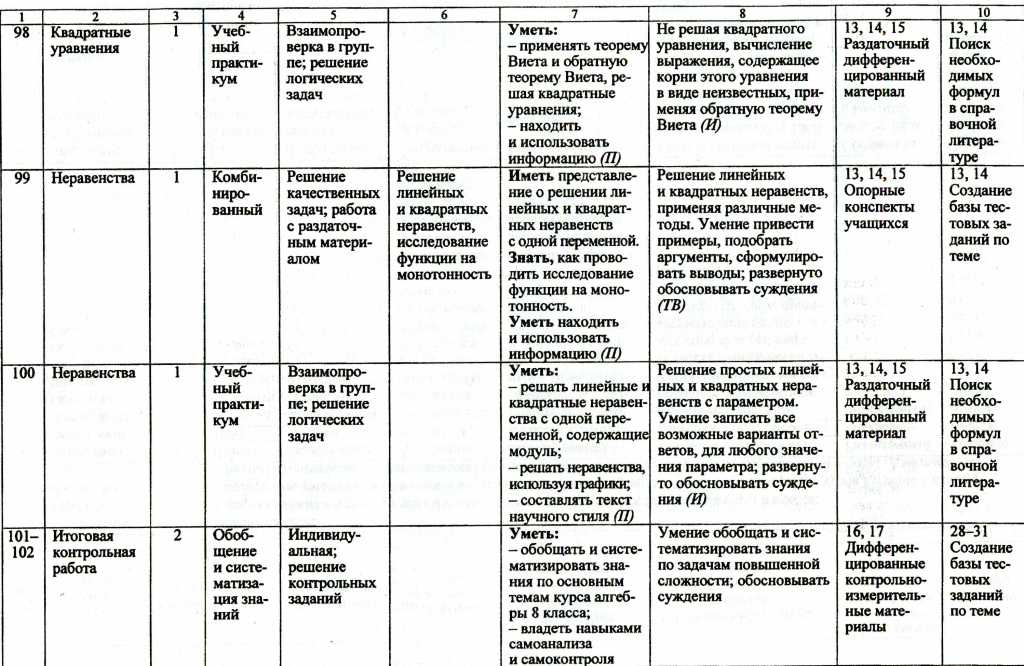 1 2 3 4 5 6 7 8 9 10
98
Квадратные
уравнения
1
Учеб-
ный
практи-
кум
Взаимопро-
верка в груп-
пе; решение
логических
задач
Уметь:
– применять теорему
Виета и обратную
теорему Виета, ре-
шая квадратные
уравнения;
– находить
и использовать
информацию (П)
Не решая квадратного
уравнения, вычисление
выражения, содержащее
корни этого уравнения
в виде неизвестных, при-
меняя обратную теорему
Виета (И)
13, 14, 15
Раздаточный
дифферен-
цированный
материал
13, 14
Поиск
необхо-
димых
формул
в спра-
вочной
литера-
туре
99
Неравенства
1
Комби-
ниро-
ванный
Решение
качественных
задач; работа
с раздаточ-
ным матери-
алом
Решение
линейных
и квадратных
неравенств,
исследование
функции на
монотонность
Иметь представле-
ние о решении ли-
нейных и квадрат-
ных неравенств
с одной переменной.
Знать, как прово-
дить исследование
функции на моно-
тонность.
Уметь находить
и использовать
информацию (П)
Решение линейных
и квадратных неравенств,
применяя различные ме-
тоды. Умение привести
примеры, подобрать
аргументы, сформулиро-
вать выводы; развернуто
обосновывать суждения
(ТВ)
13, 14, 15
Опорные
конспекты
учащихся
13, 14
Создание
базы тес-
товых за-
даний по
теме
100
Неравенства
1
Учеб-
ный
практи-
кум
Взаимопро-
верка в груп-
пе; решение
логических
задач
Уметь:
– решать линейные и
квадратные неравен-
ства с одной пере-
менной, содержащие
модуль;
– решать неравенства,
используя графики;
– составлять текст
научного стиля (П)
Решение простых линей-
ных и квадратных нера-
венств с параметром.
Умение записать все
возможные варианты от-
ветов, для любого значе-
ния параметра; разверну-
то обосновывать сужде-
ния (И)
13, 14, 15
Раздаточный
дифферен-
цированный
материал
13, 14
Поиск
необхо-
димых
формул
в спра-
вочной
литера-
туре
101–
102
Итоговая
контрольная
работа
2
Обоб-
щение
и систе-
матиза-
ция зна-
ний
Индивиду-
альная;
решение
контрольных
заданий
Уметь:
– обобщать и систе-
матизировать зна-
ния по основным
темам курса алгеб-
ры 8 класса;
– владеть навыками
самоанализа
и самоконтроля
Умение обобщать и сис-
тематизировать знания
по задачам повышенной
сложности; обосновывать
суждения
16, 17
Дифферен-
цированные
контрольно-
измеритель-
ные мате-
риалы
28–31
Создание
базы тес-
товых
заданий
по теме